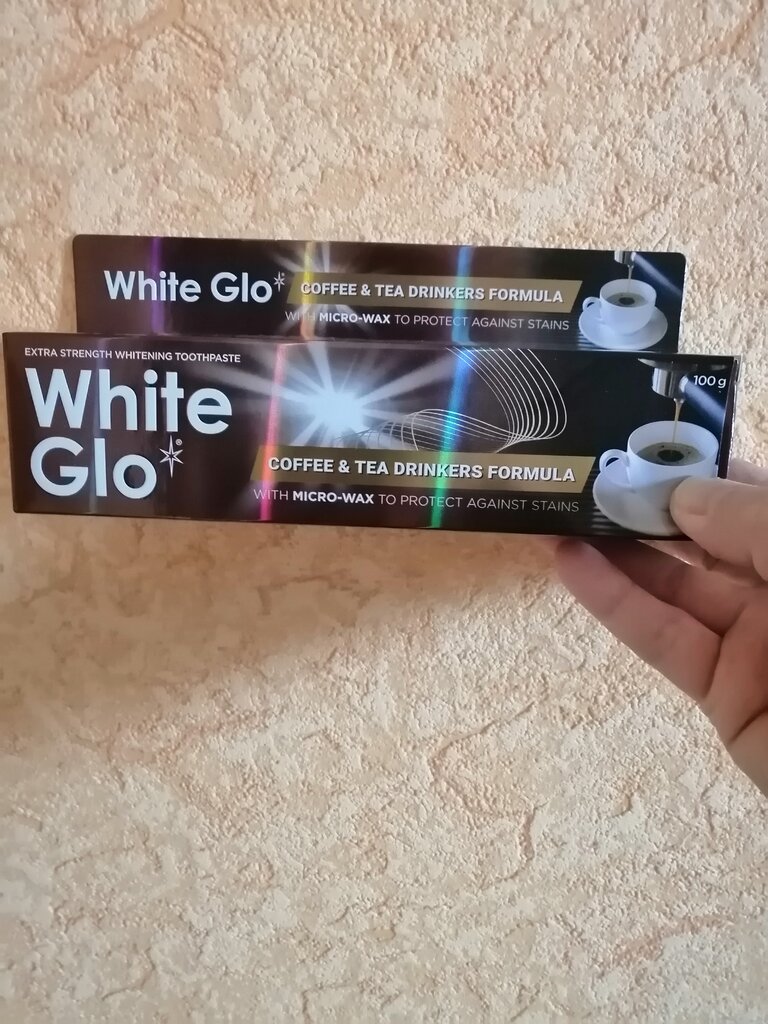 White Glo
COFFEE & TEA DRINKERS FORMULA
WITH MICRO-WAX TO PROTECT AGAINST STAINS
EXTRA STRENGTH WHITENING TOOTHPASTE
White
Glo®
100 g
COFFEE & TEA DRINKERS FORMULA
WITH MICRO-WAX TO PROTECT AGAINST STAINS